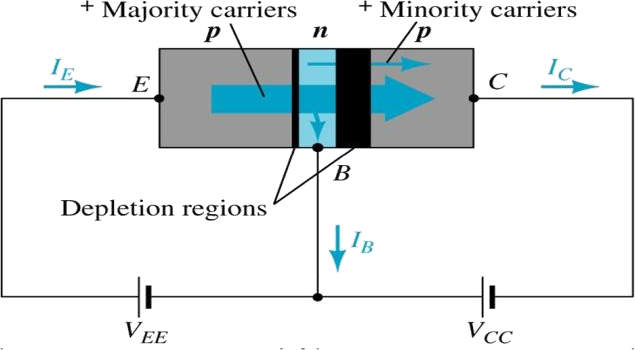 + Majority carriers
+ Minority carriers
p
n
p
I_E
E
C
I_C
B
Depletion regions
I_B
V_EE
V_CC